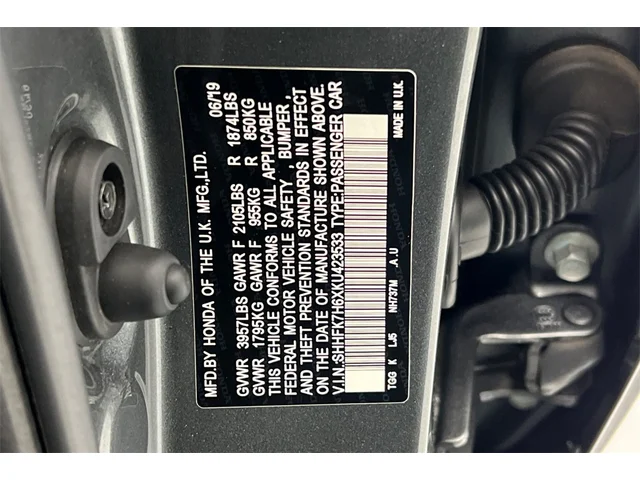 MFD.BY HONDA OF THE U.K. MFG.,LTD. 06/'19
GVWR 3957LBS GAWR F 2105LBS R 1874LBS
GVWR 1795KG GAWR F 955KG R 850KG
THIS VEHICLE CONFORMS TO ALL APPLICABLE
FEDERAL MOTOR VEHICLE SAFETY , BUMPER ,
AND THEFT PREVENTION STANDARDS IN EFFECT
ON THE DATE OF MANUFACTURE SHOWN ABOVE.
V.I.N.:SHHFK7H6XKU423533 TYPE:PASSENGER CAR
TGG K LJ5 NH737M .A.U MADE IN U.K.